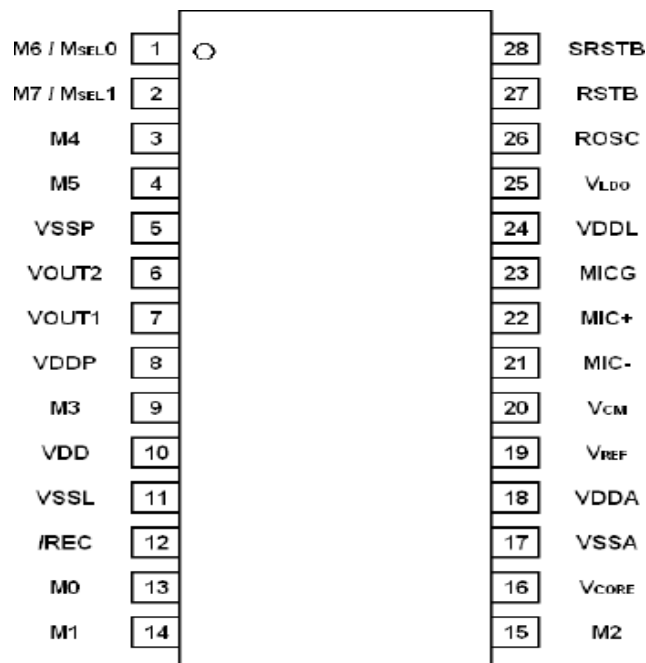 M6 / MSEL0 1 28 SRSTB
M7 / MSEL1 2 27 RSTB
M4 3 26 ROSC
M5 4 25 VLDO
VSSP 5 24 VDDL
VOUT2 6 23 MICG
VOUT1 7 22 MIC+
VDDP 8 21 MIC-
M3 9 20 VCM
VDD 10 19 VREF
VSSL 11 18 VDDA
/REC 12 17 VSSA
M0 13 16 VCORE
M1 14 15 M2